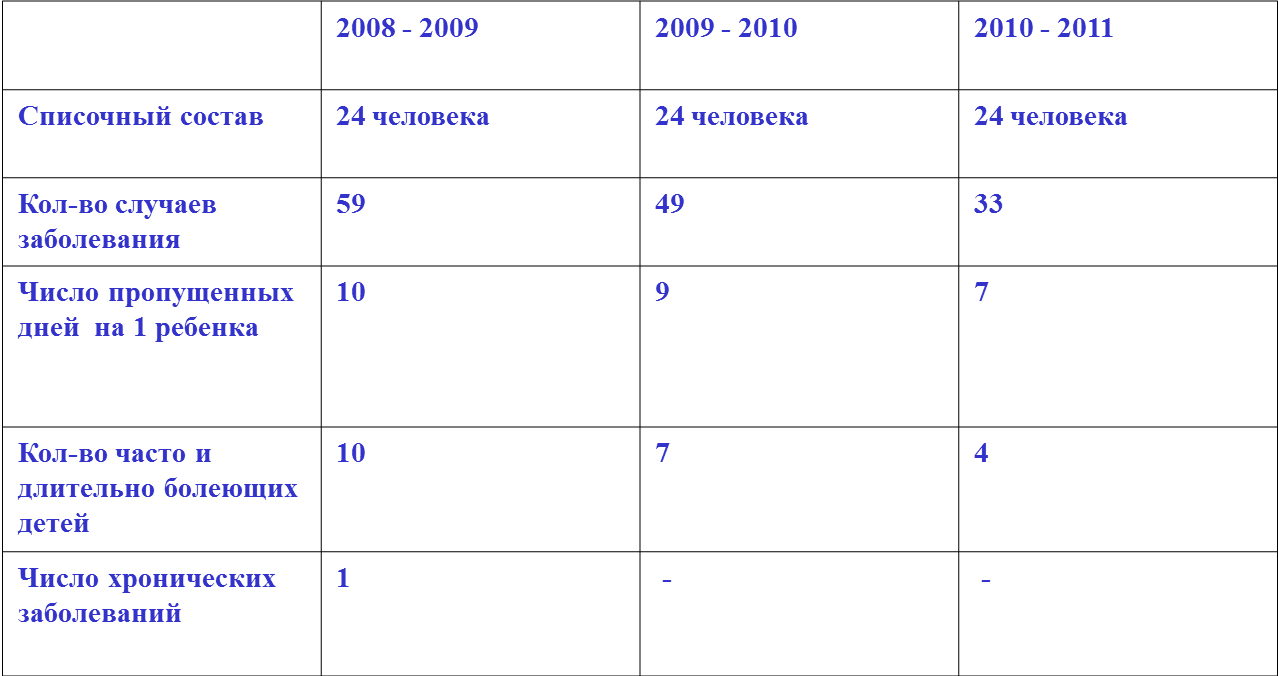 2008 - 2009
2009 - 2010
2010 - 2011
Списочный состав
24 человека
24 человека
24 человека
Кол-во случаев
заболевания
59
49
33
Число пропущенных
дней на 1 ребенка
10
9
7
Кол-во часто и
длительно болеющих
детей
10
7
4
Число хронических
заболеваний
1
-
-